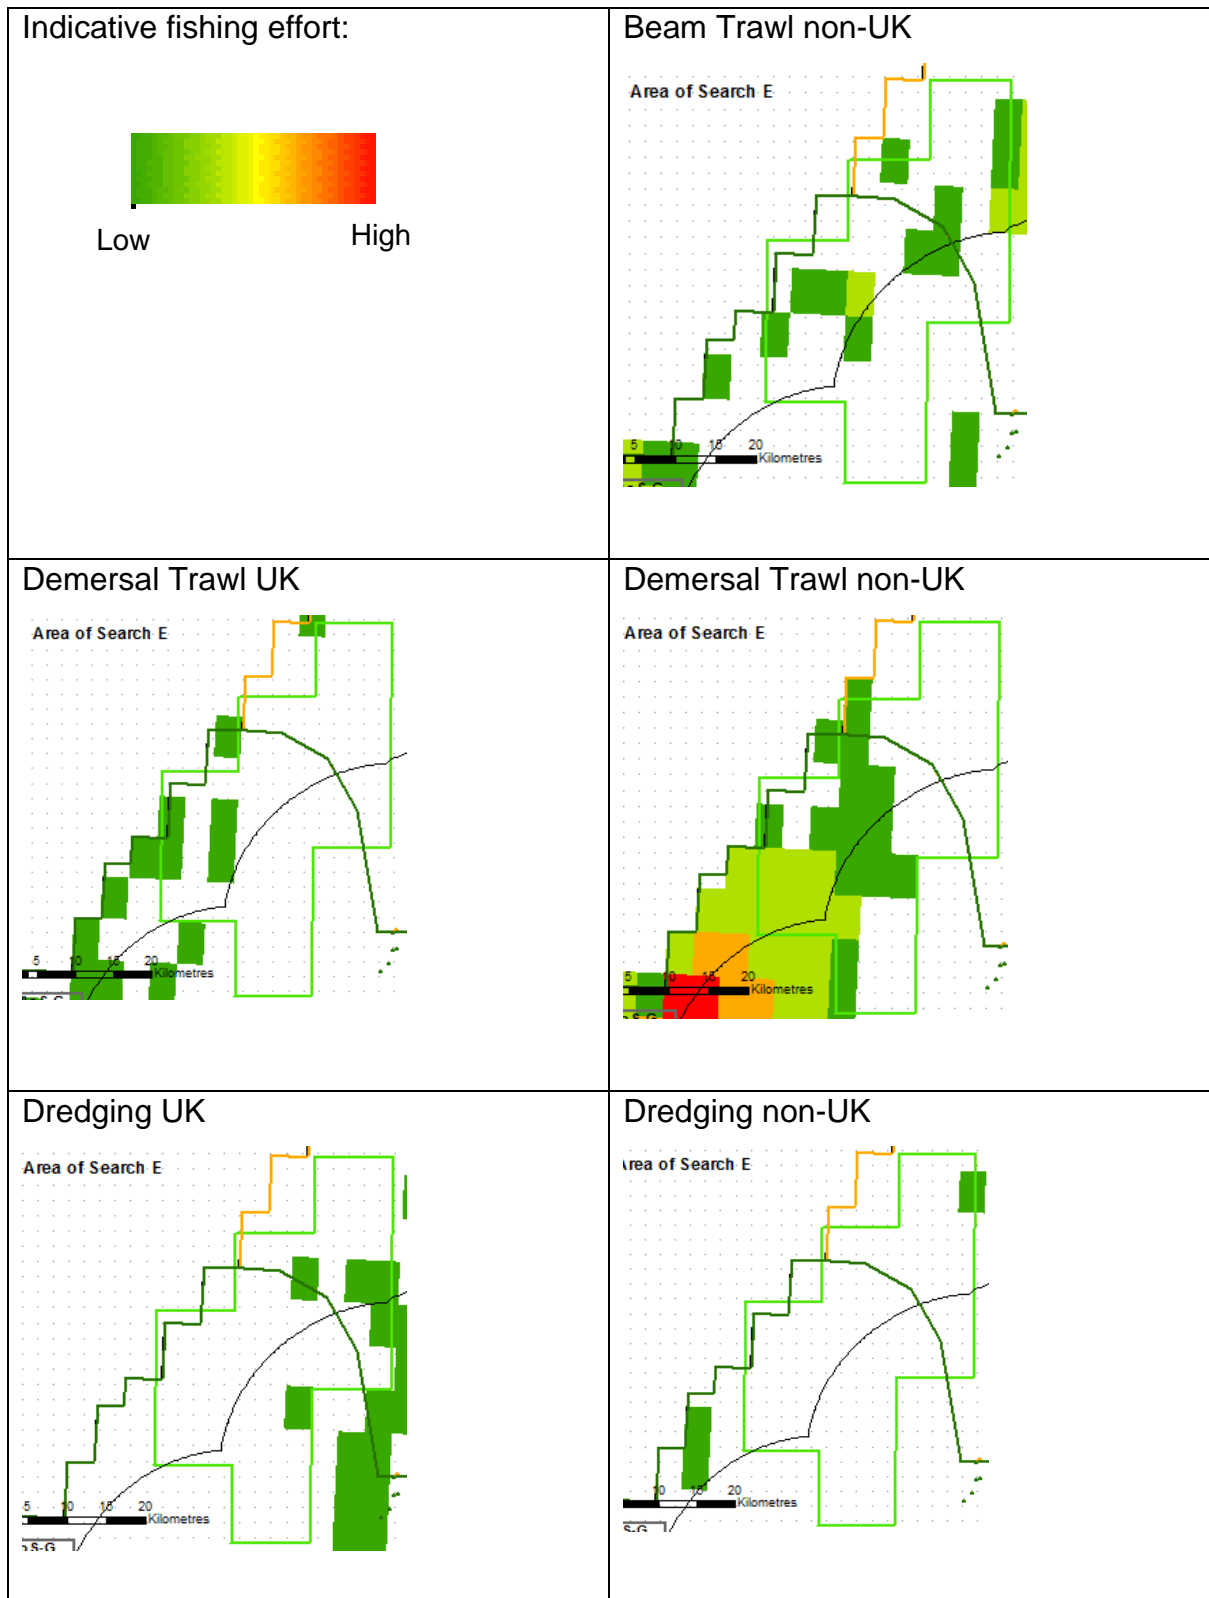 Indicative fishing effort:
Low High
Beam Trawl non-UK
Area of Search E
5 10 15 20
Kilometres
Demersal Trawl UK
Area of Search E
5 10 15 20
Kilometres
Demersal Trawl non-UK
Area of Search E
5 10 15 20
Kilometres
Dredging UK
Area of Search E
5 10 15 20
Kilometres
S-G
Dredging non-UK
Area of Search E
10 15 20
Kilometres
S-G